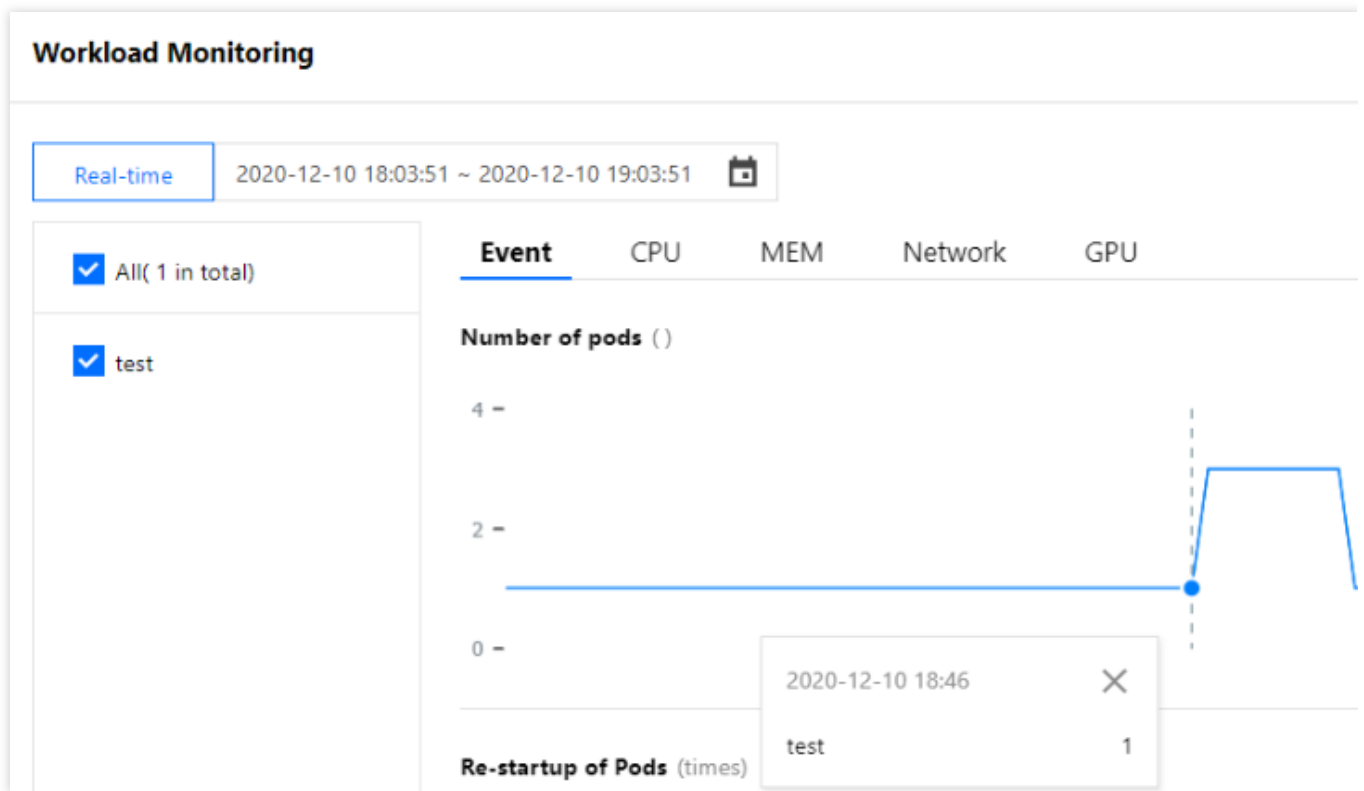 Workload Monitoring
Real-time 2020-12-10 18:03:51 ~ 2020-12-10 19:03:51
All( 1 in total)
test
Event CPU MEM Network GPU
Number of pods ( )
4
2
0
2020-12-10 18:46
test 1
Re-startup of Pods (times)